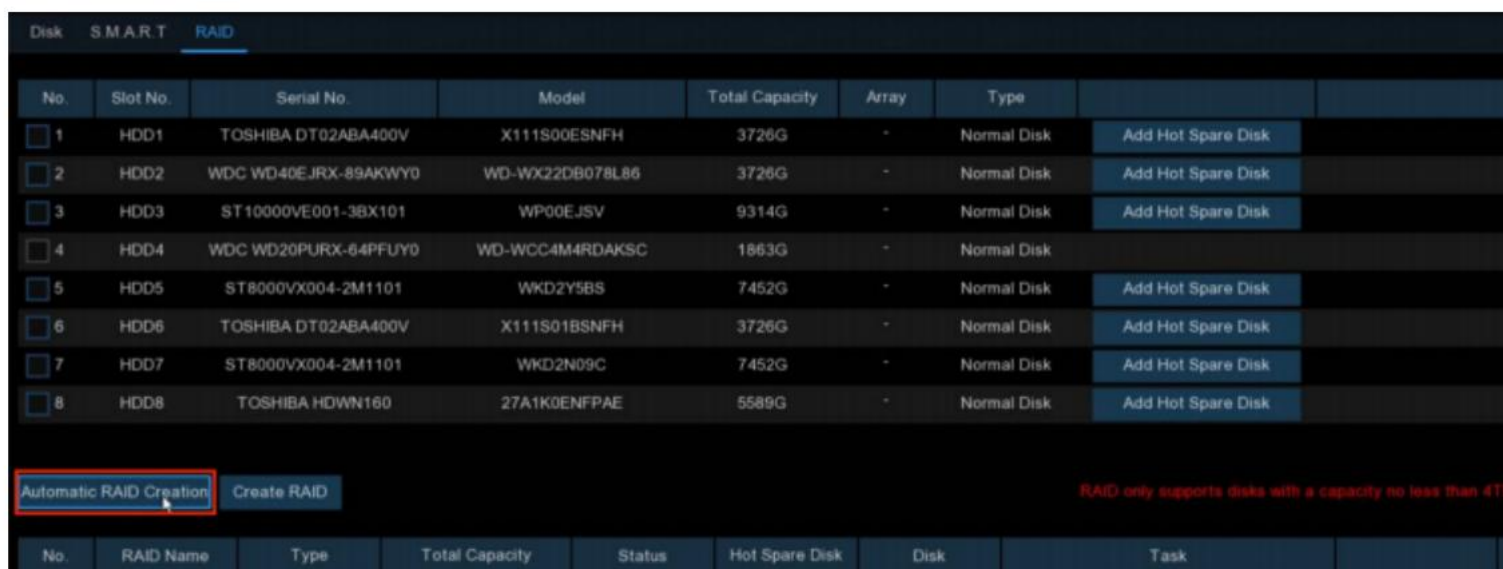 Disk S.M.A.R.T RAID
No. Slot No. Serial No. Model Total Capacity Array Type
1 HDD1 TOSHIBA DT02ABA400V X111S00ESNFH 3726G - Normal Disk Add Hot Spare Disk
2 HDD2 WDC WD40EJRX-89AKWY0 WD-WX22DB078L86 3726G - Normal Disk Add Hot Spare Disk
3 HDD3 ST10000VE001-3BX101 WP00EJSV 9314G - Normal Disk Add Hot Spare Disk
4 HDD4 WDC WD20PURX-64PFUY0 WD-WCC4M4RDAKSC 1863G - Normal Disk
5 HDD5 ST8000VX004-2M1101 WKD2Y5BS 7452G - Normal Disk Add Hot Spare Disk
6 HDD6 TOSHIBA DT02ABA400V X111S01BSNFH 3726G - Normal Disk Add Hot Spare Disk
7 HDD7 ST8000VX004-2M1101 WKD2N09C 7452G - Normal Disk Add Hot Spare Disk
8 HDD8 TOSHIBA HDWN160 27A1K0ENFPAE 5589G - Normal Disk Add Hot Spare Disk
Automatic RAID Creation Create RAID RAID only supports disks with a capacity no less than 4T
No. RAID Name Type Total Capacity Status Hot Spare Disk Disk Task